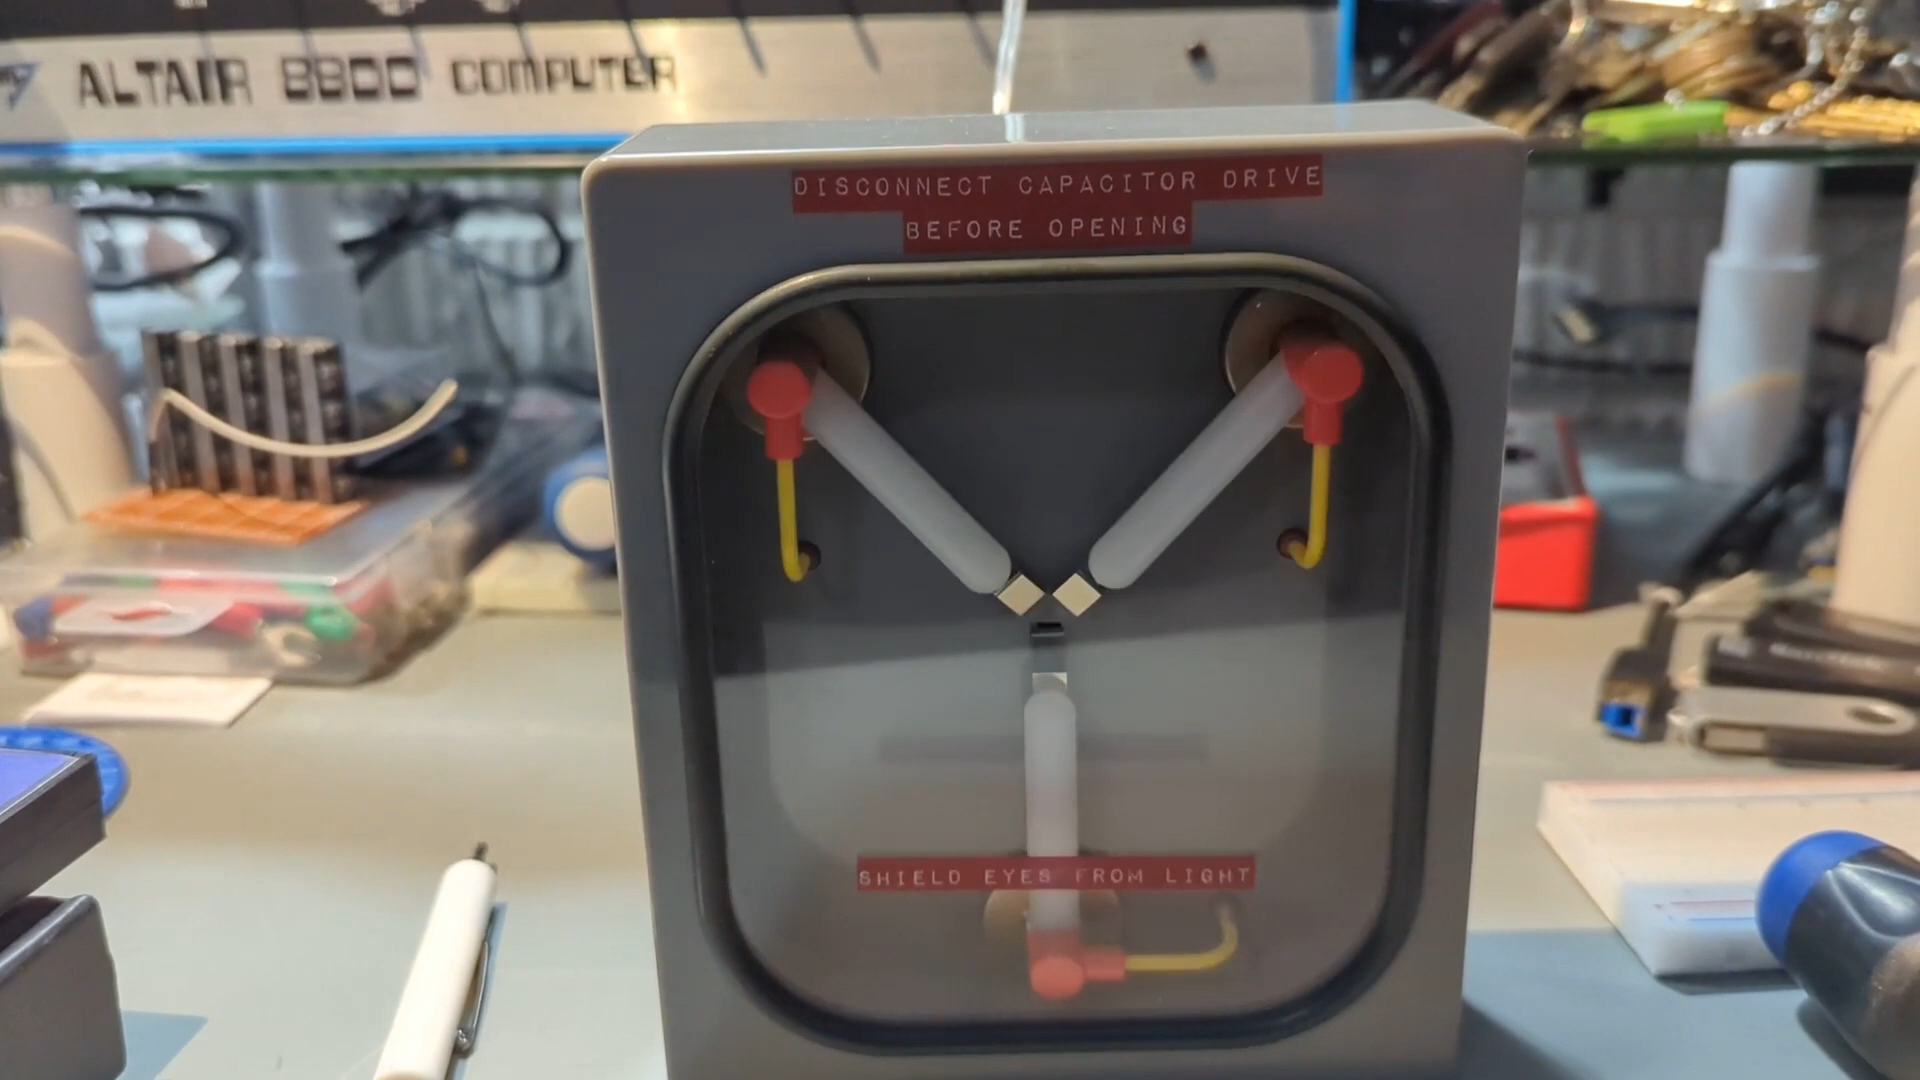 ALTAIR 8800 COMPUTER
DISCONNECT CAPACITOR DRIVE
BEFORE OPENING
SHIELD EYES FROM LIGHT